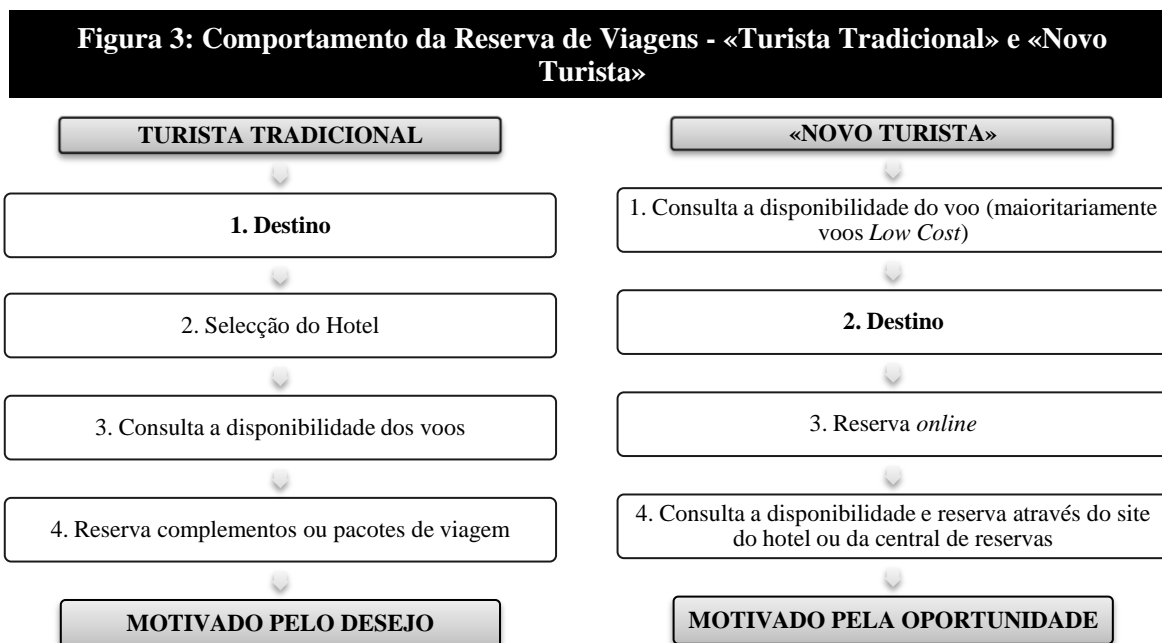 Figura 3: Comportamento da Reserva de Viagens - «Turista Tradicional» e «Novo
Turista»
TURISTA TRADICIONAL
1. Destino
2. Selecção do Hotel
3. Consulta a disponibilidade dos voos
4. Reserva complementos ou pacotes de viagem
MOTIVADO PELO DESEJO
«NOVO TURISTA»
1. Consulta a disponibilidade do voo (maioritariamente
voos Low Cost)
2. Destino
3. Reserva online
4. Consulta a disponibilidade e reserva através do site
do hotel ou da central de reservas
MOTIVADO PELA OPORTUNIDADE